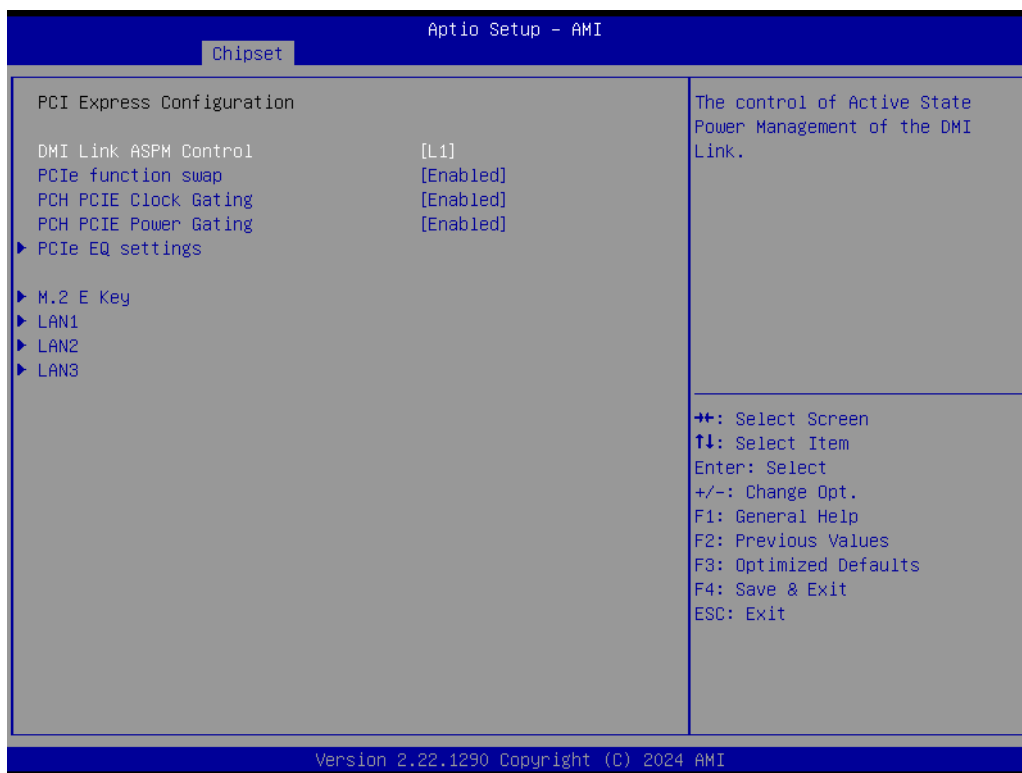 Aptio Setup – AMI
Chipset
PCI Express Configuration
DMI Link ASPM Control [L1]
PCIe function swap [Enabled]
PCH PCIE Clock Gating [Enabled]
PCH PCIE Power Gating [Enabled]
PCIe EQ settings
M.2 E Key
LAN1
LAN2
LAN3
The control of Active State
Power Management of the DMI
Link.
→←: Select Screen
↑↓: Select Item
Enter: Select
+/-: Change Opt.
F1: General Help
F2: Previous Values
F3: Optimized Defaults
F4: Save & Exit
ESC: Exit
Version 2.22.1290 Copyright (C) 2024 AMI